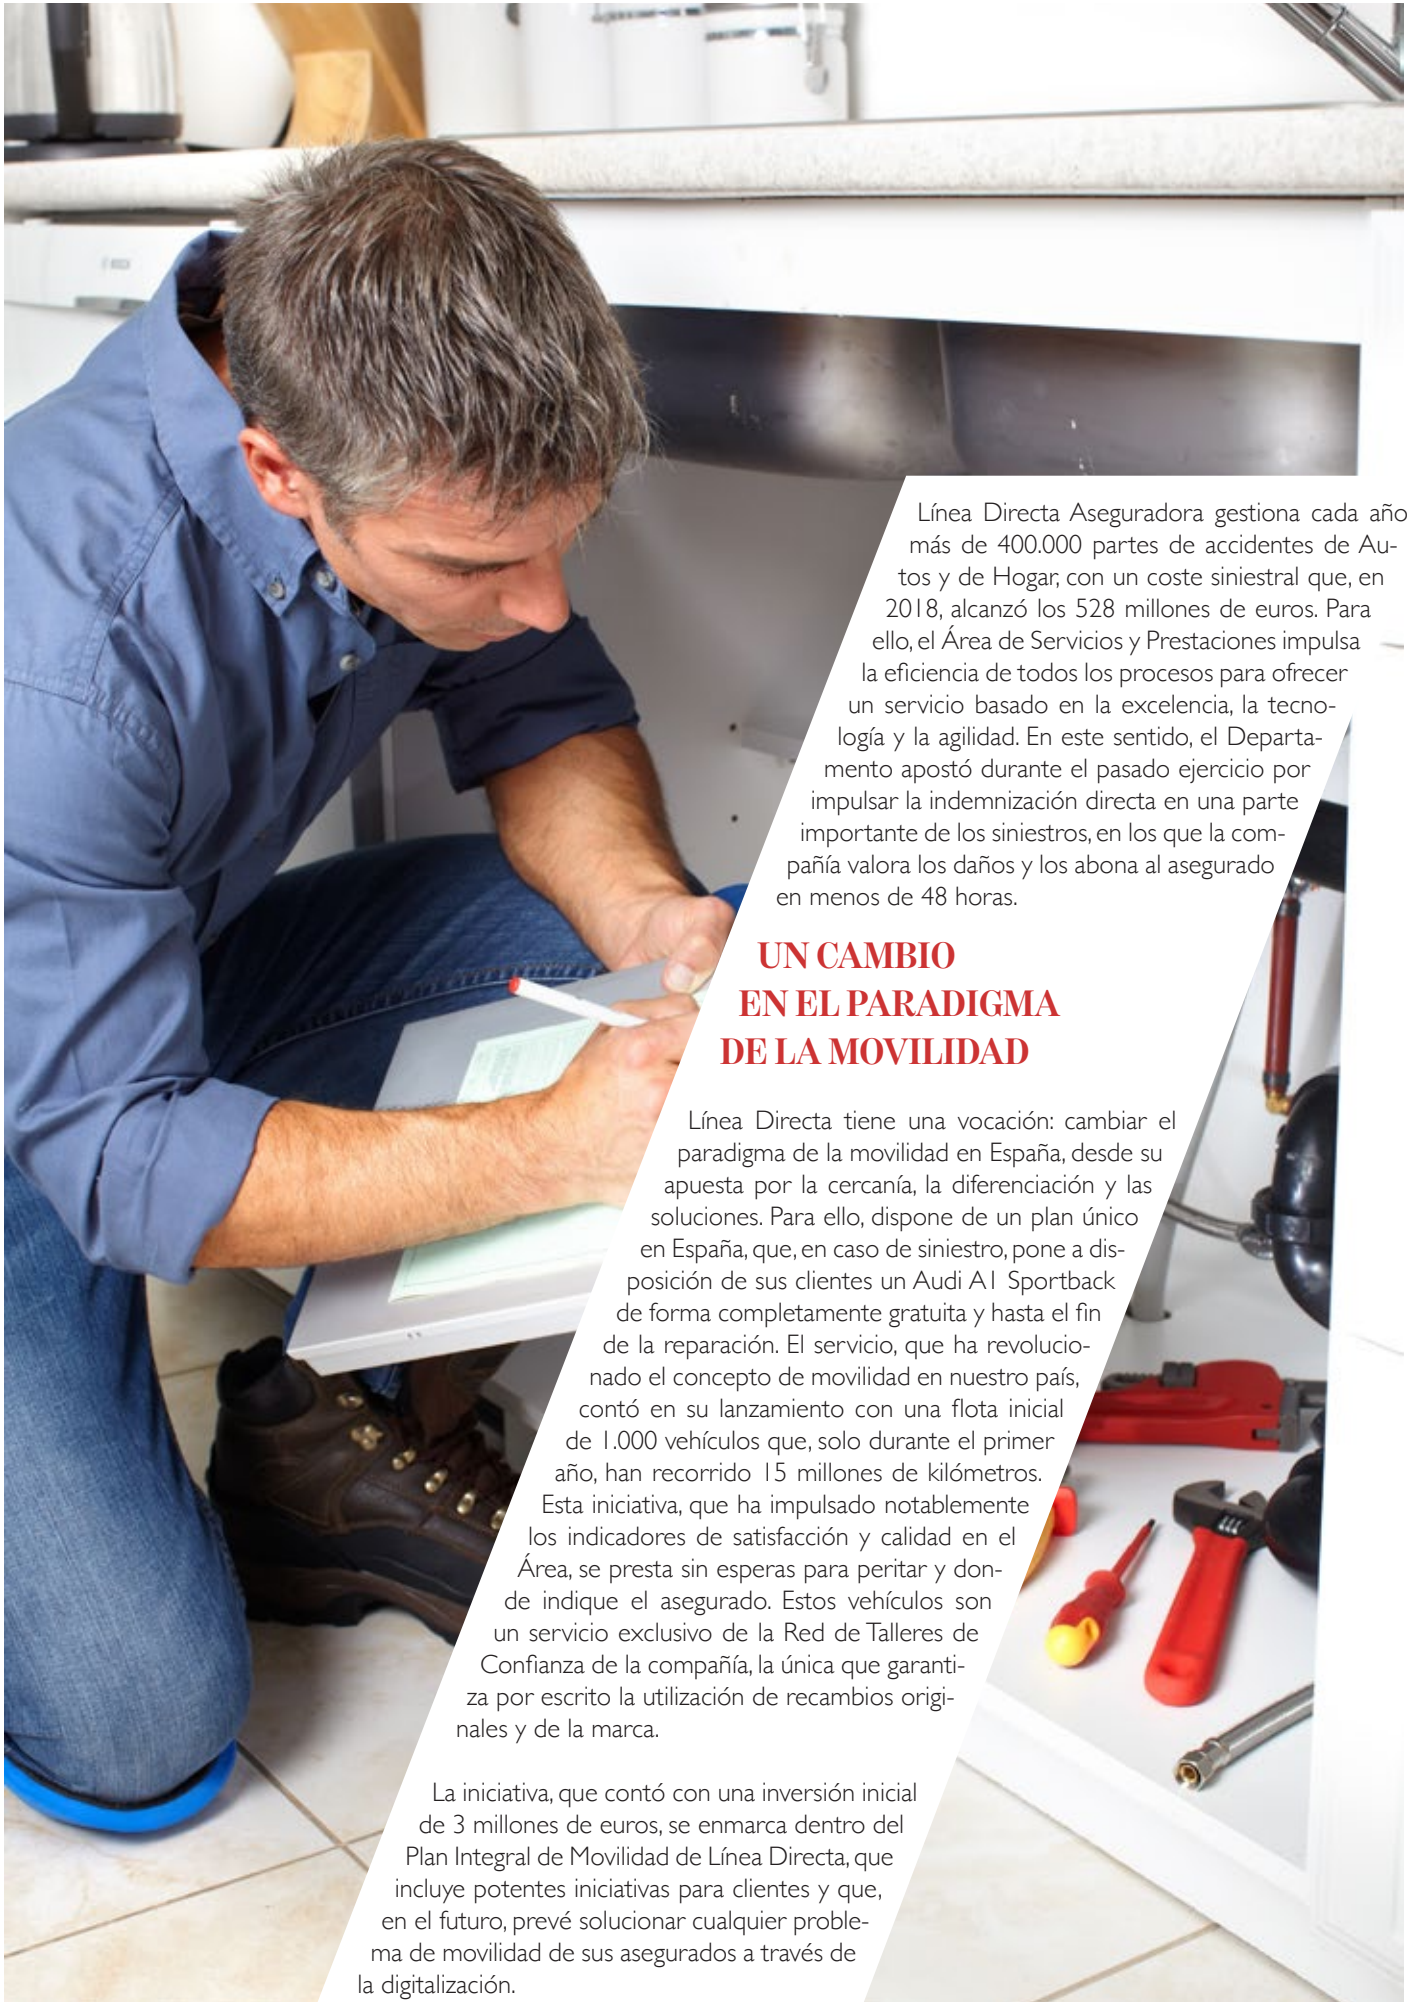 BOSCH
Línea Directa Aseguradora gestiona cada año
más de 400.000 partes de accidentes de Au-
tos y de Hogar, con un coste siniestral que, en
2018, alcanzó los 528 millones de euros. Para
ello, el Área de Servicios y Prestaciones impulsa
la eficiencia de todos los procesos para ofrecer
un servicio basado en la excelencia, la tecno-
logía y la agilidad. En este sentido, el Departa-
mento apostó durante el pasado ejercicio por
impulsar la indemnización directa en una parte
importante de los siniestros, en los que la com-
pañía valora los daños y los abona al asegurado
en menos de 48 horas.
UN CAMBIO
EN EL PARADIGMA
DE LA MOVILIDAD
Línea Directa tiene una vocación: cambiar el
paradigma de la movilidad en España, desde su
apuesta por la cercanía, la diferenciación y las
soluciones. Para ello, dispone de un plan único
en España, que, en caso de siniestro, pone a dis-
posición de sus clientes un Audi A1 Sportback
de forma completamente gratuita y hasta el fin
de la reparación. El servicio, que ha revolucio-
nado el concepto de movilidad en nuestro país,
contó en su lanzamiento con una flota inicial
de 1.000 vehículos que, solo durante el primer
año, han recorrido 15 millones de kilómetros.
Esta iniciativa, que ha impulsado notablemente
los indicadores de satisfacción y calidad en el
Área, se presta sin esperas para peritar y don-
de indique el asegurado. Estos vehículos son
un servicio exclusivo de la Red de Talleres de
Confianza de la compañía, la única que garanti-
za por escrito la utilización de recambios origi-
nales y de la marca.
La iniciativa, que contó con una inversión inicial
de 3 millones de euros, se enmarca dentro del
Plan Integral de Movilidad de Línea Directa, que
incluye potentes iniciativas para clientes y que,
en el futuro, prevé solucionar cualquier proble-
ma de movilidad de sus asegurados a través de
la digitalización.